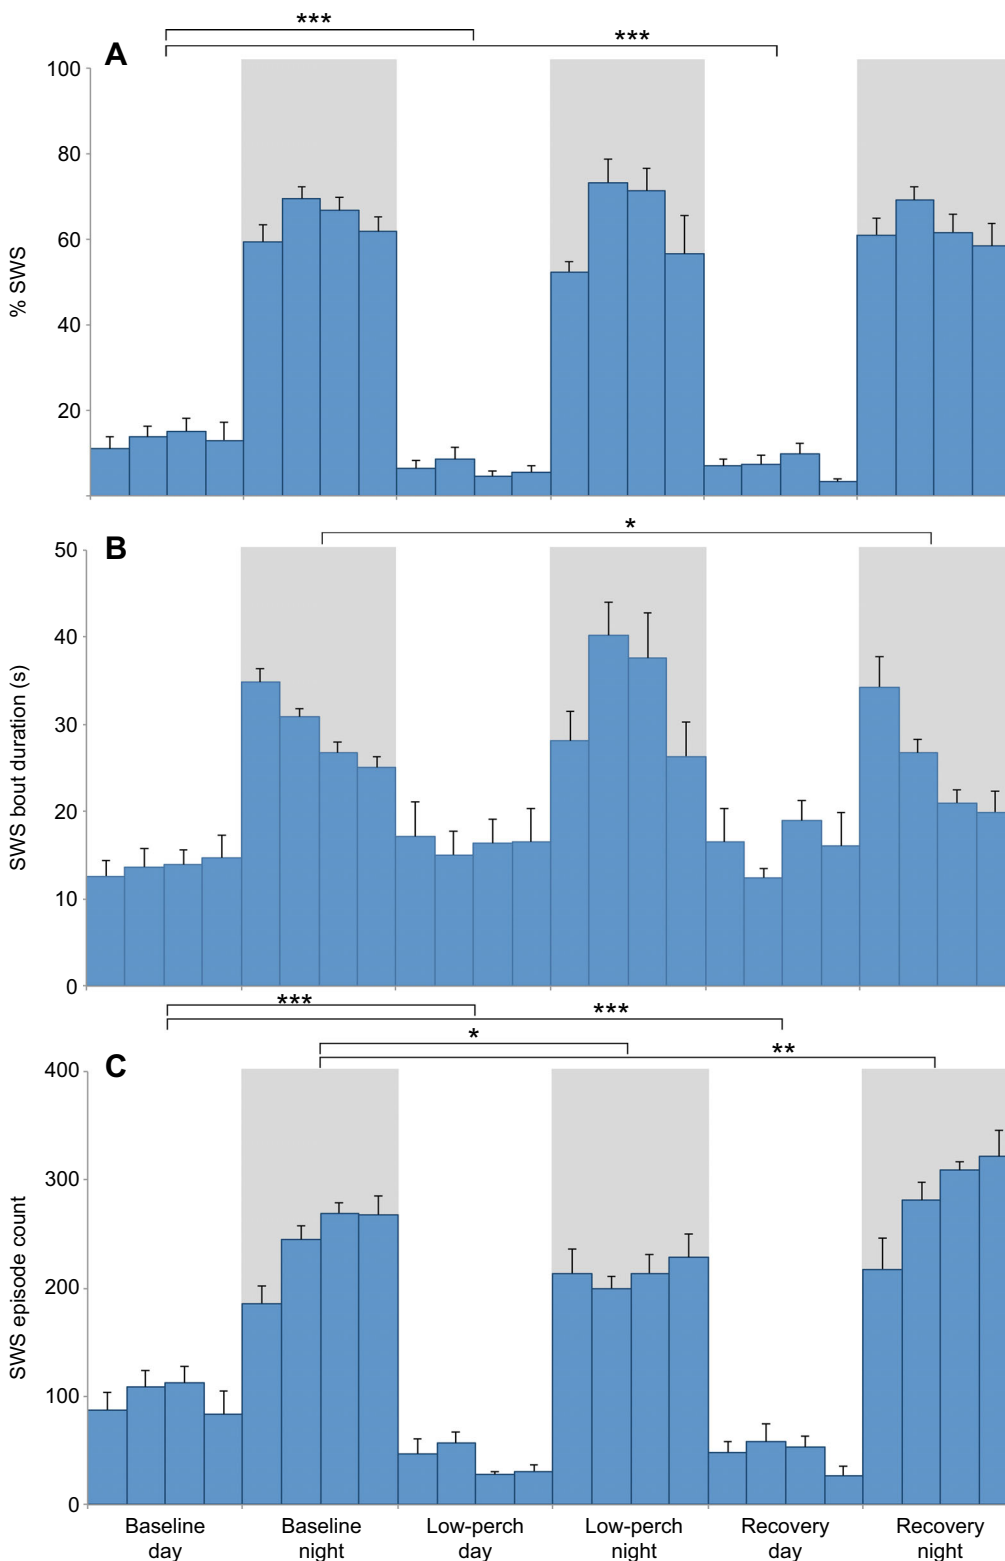 ***
***
A
100
80
60
40
20
% SWS
*
B
50
40
30
20
10
0
SWS bout duration (s)
***
***
*
**
C
400
300
200
100
0
SWS episode count
Baseline day
Baseline night
Low-perch day
Low-perch night
Recovery day
Recovery night